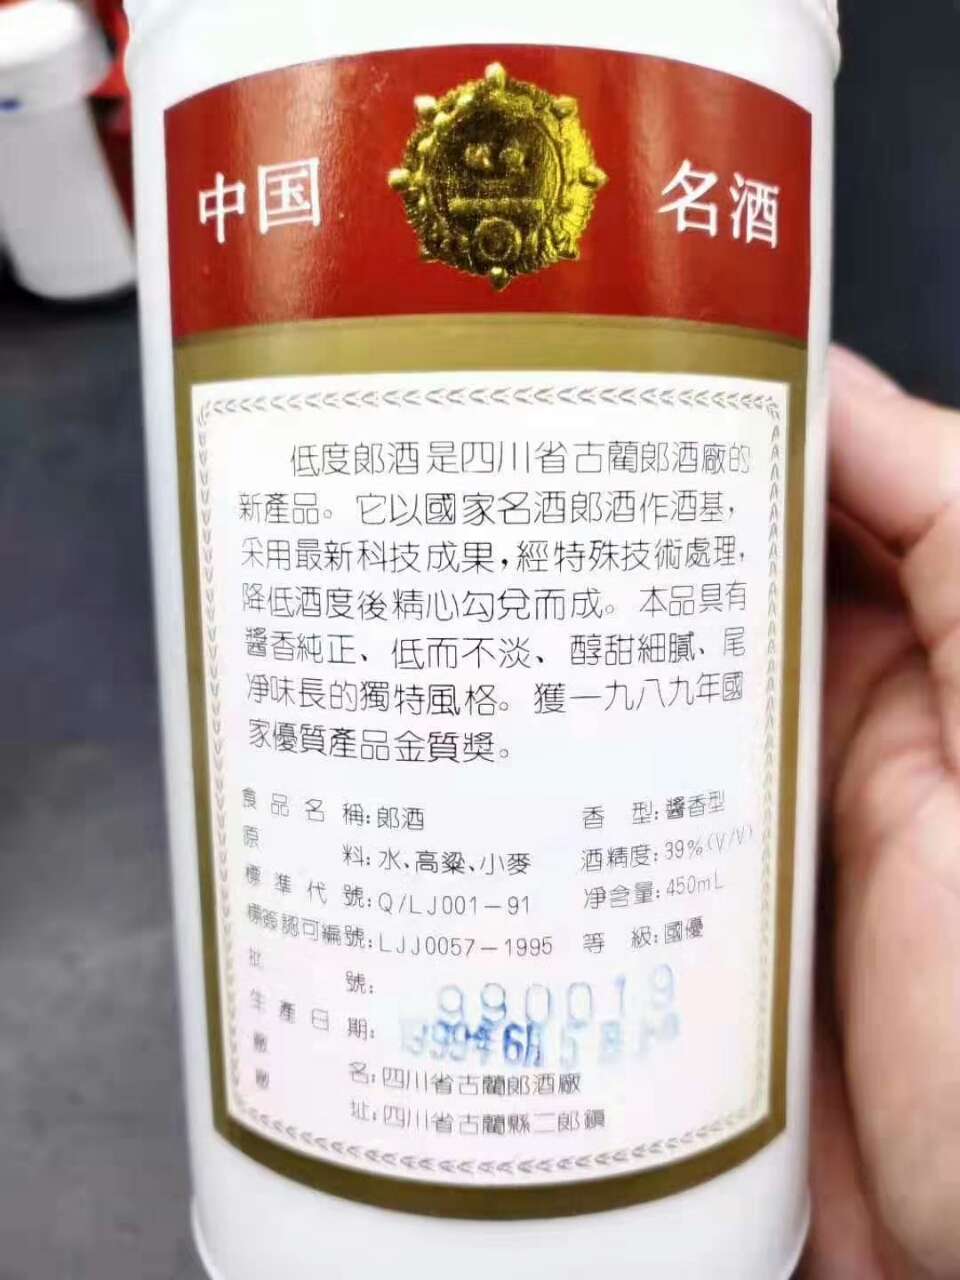 中国 名酒
低度郎酒是四川省古藺郎酒廠的
新產品。它以國家名酒郎酒作酒基，
采用最新科技成果，經特殊技術處理，
降低酒度後精心勾兌而成。本品具有
醬香純正、低而不淡、醇甜細膩、尾
凈味長的獨特風格。獲一九八九年國
家優質產品金質獎。
食品名稱：郎酒 香型：醬香型
原料：水、高粱、小麥 酒精度：39%(V/V)
標準代號：Q/LJ001-91 凈含量：450mL
標簽認可編號：LJJ0057-1995 等級：國優
批號：990019
生產日期：1999年6月5日
廠名：四川省古藺郎酒廠
廠址：四川省古藺縣二郎鎮